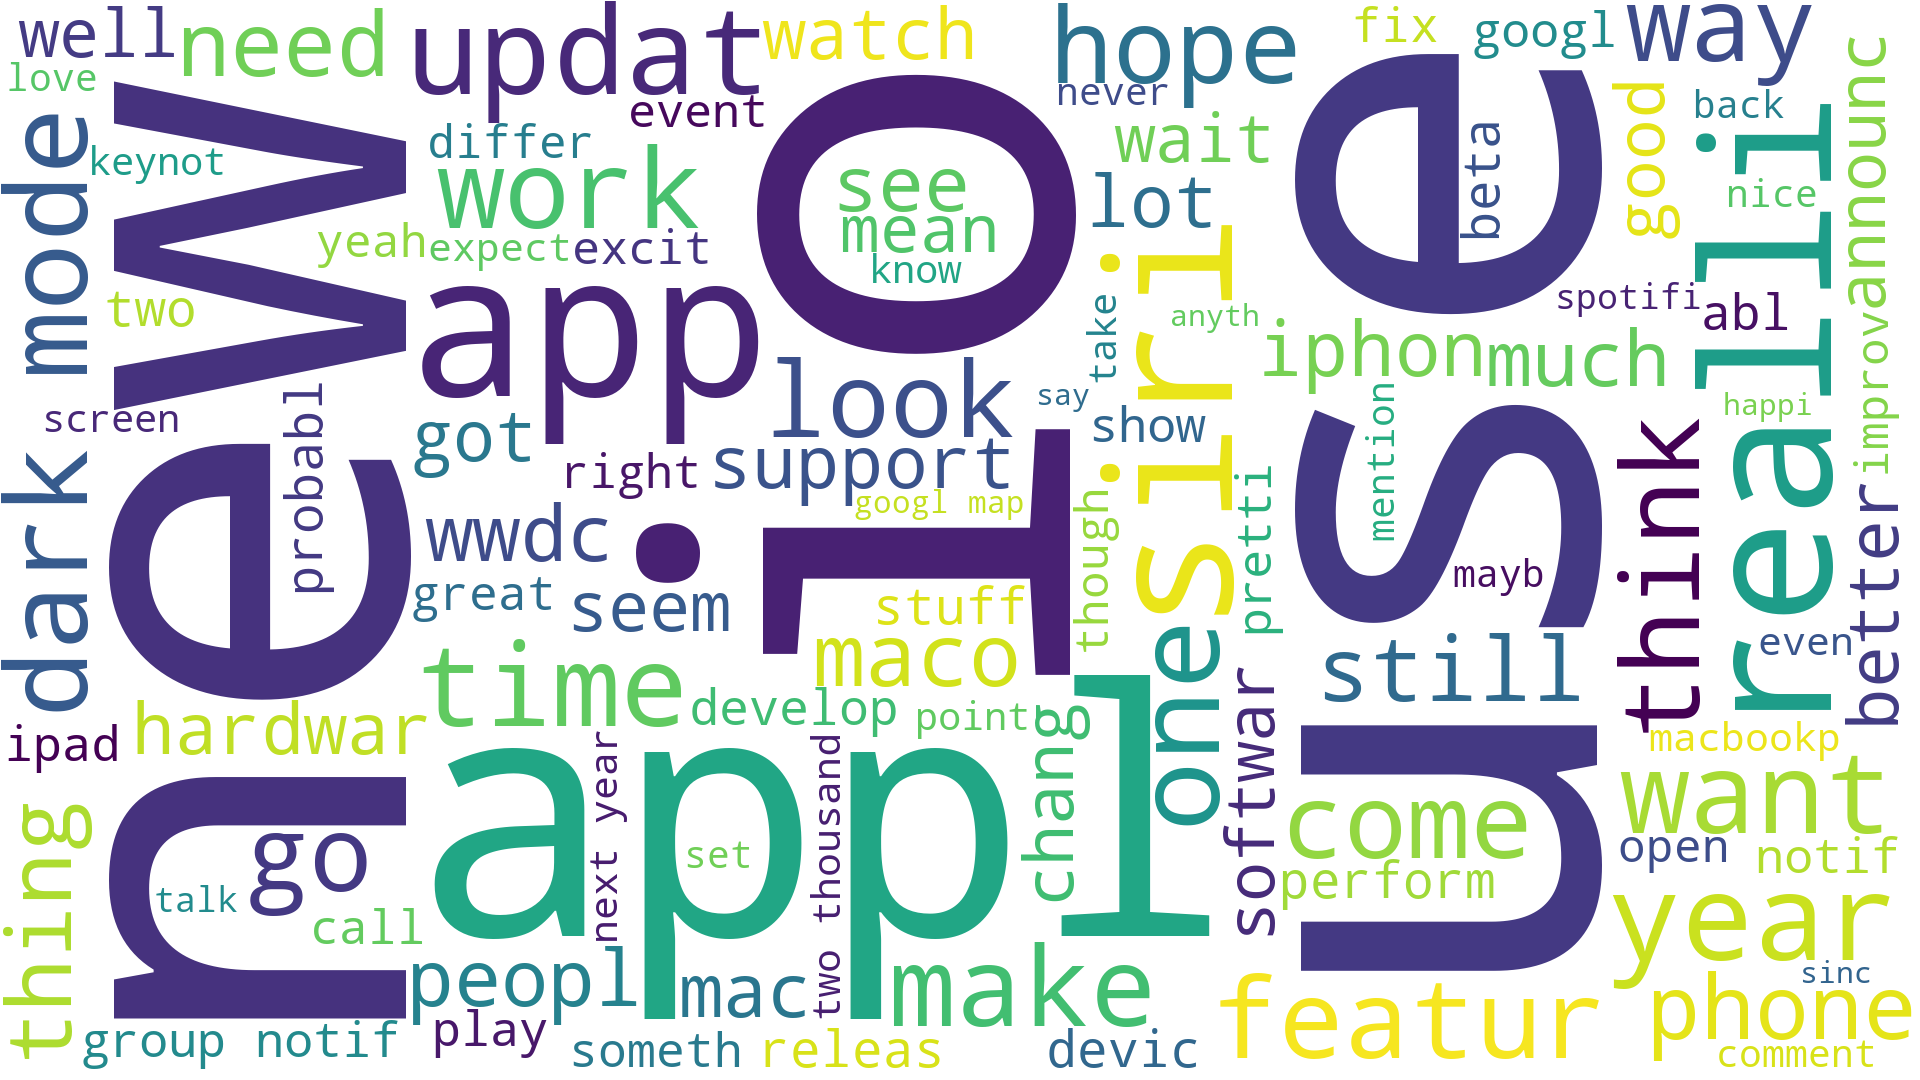 well
need
updat
watch
hope
fix
googl
way
love
event
never
back
keynot
differ
work
see
mean
know
wait
lot
beta
good
nice
announc
mode
dark
new
yeah
expect
excit
two
app
io
siri
take
anyth
use
spotifi
abl
realli
iphon
much
improv
screen
probabl
look
say
show
mention
happi
got
right
support
googl map
though
pretti
mayb
think
better
wwdc
great
seem
stuff
maco
one
still
even
time
develop
point
chang
softwar
ipad
hardwar
macbookp
want
thing
go
appl
next year
set
two thousand
come
perform
open
notif
talk
call
year
peopl
mac
make
featur
phone
sinc
group notif
play
someth
releas
devic
comment